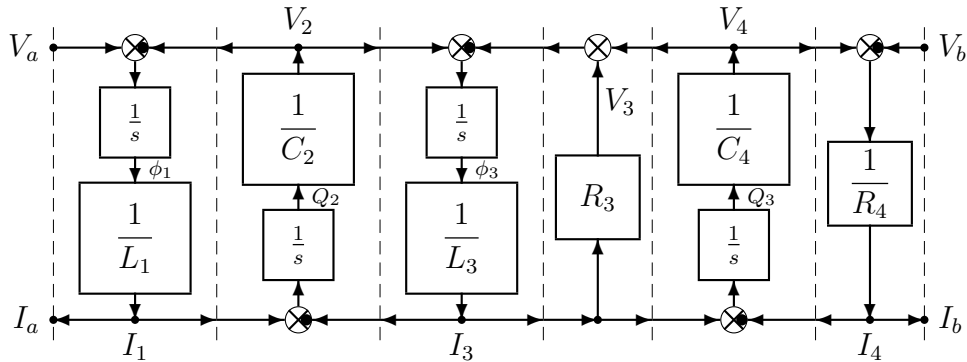 V_a V_2 V_4 V_b
1/s 1/C_2 1/s V_3 1/C_4
ϕ_1 Q_2 ϕ_3 Q_3
1/L_1 1/s 1/L_3 R_3 1/s 1/R_4
I_a I_1 I_3 I_4 I_b